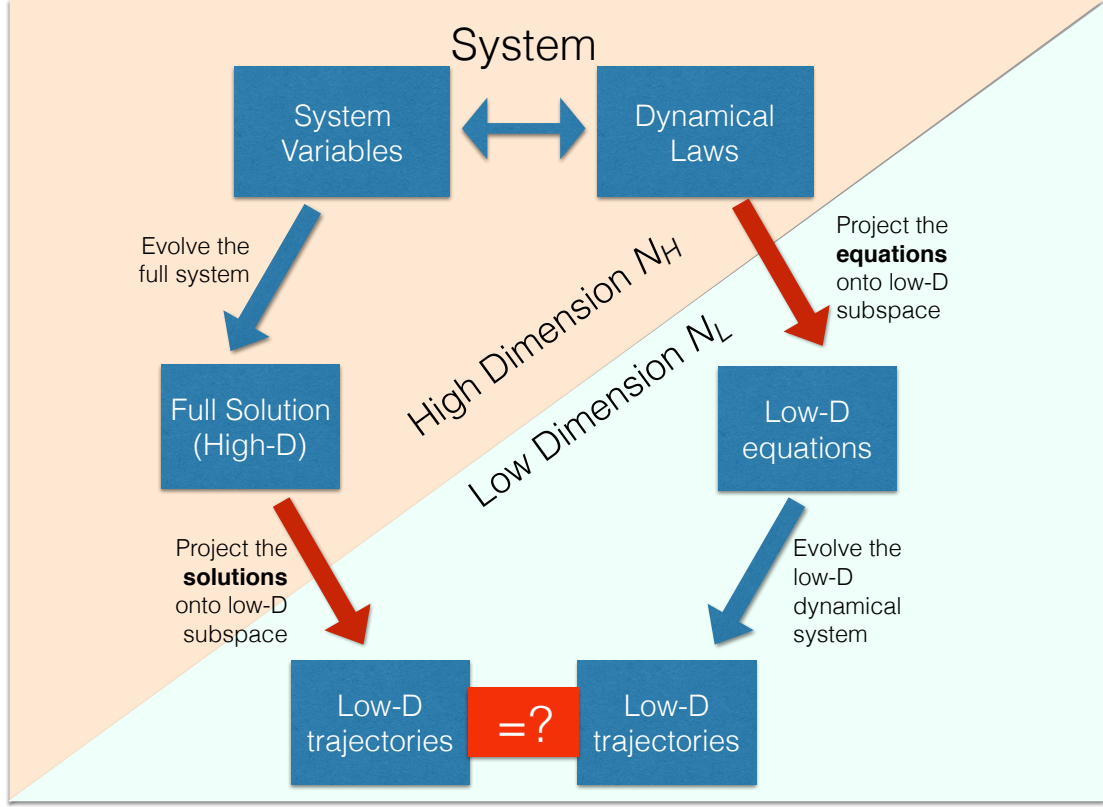 System
System
Variables
Dynamical
Laws
Evolve the
full system
Project the
equations
onto low-D
subspace
High Dimension N_H
Low Dimension N_L
Full Solution
(High-D)
Low-D
equations
Project the
solutions
onto low-D
subspace
Evolve the
low-D
dynamical
system
Low-D
trajectories
=?
Low-D
trajectories